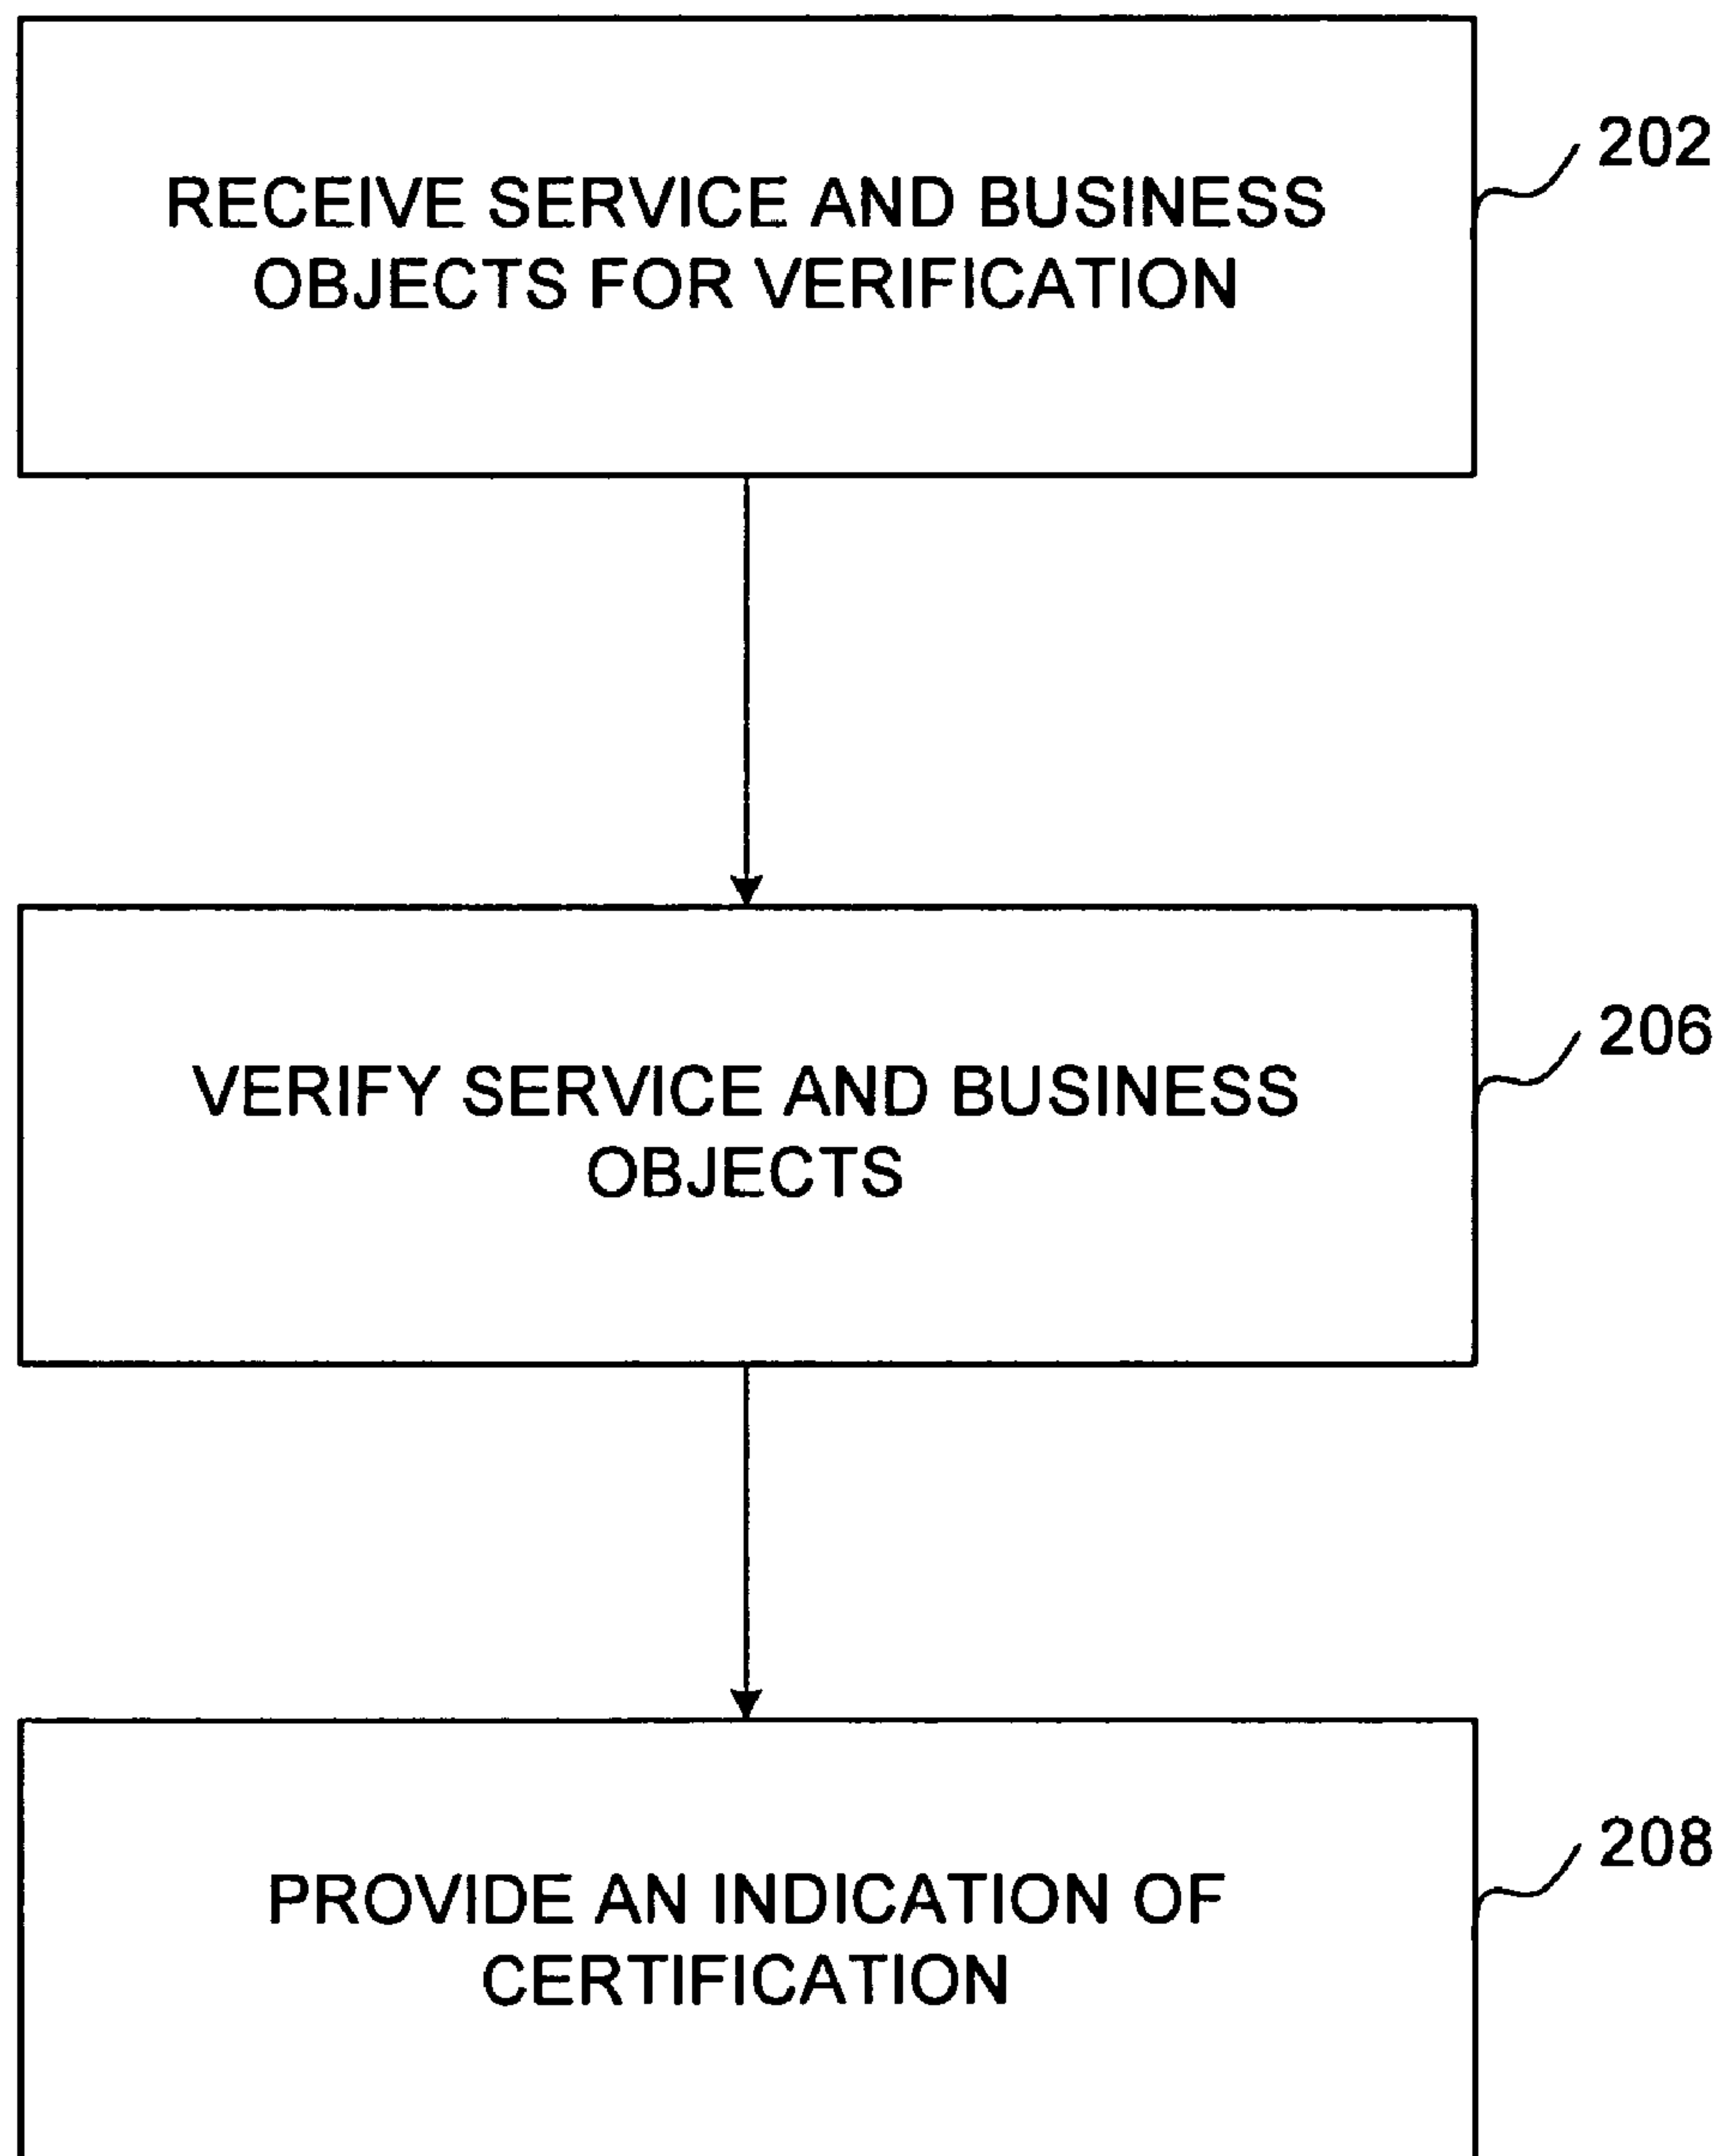 RECEIVE SERVICE AND BUSINESS
OBJECTS FOR VERIFICATION
202
VERIFY SERVICE AND BUSINESS
OBJECTS
206
PROVIDE AN INDICATION OF
CERTIFICATION
208